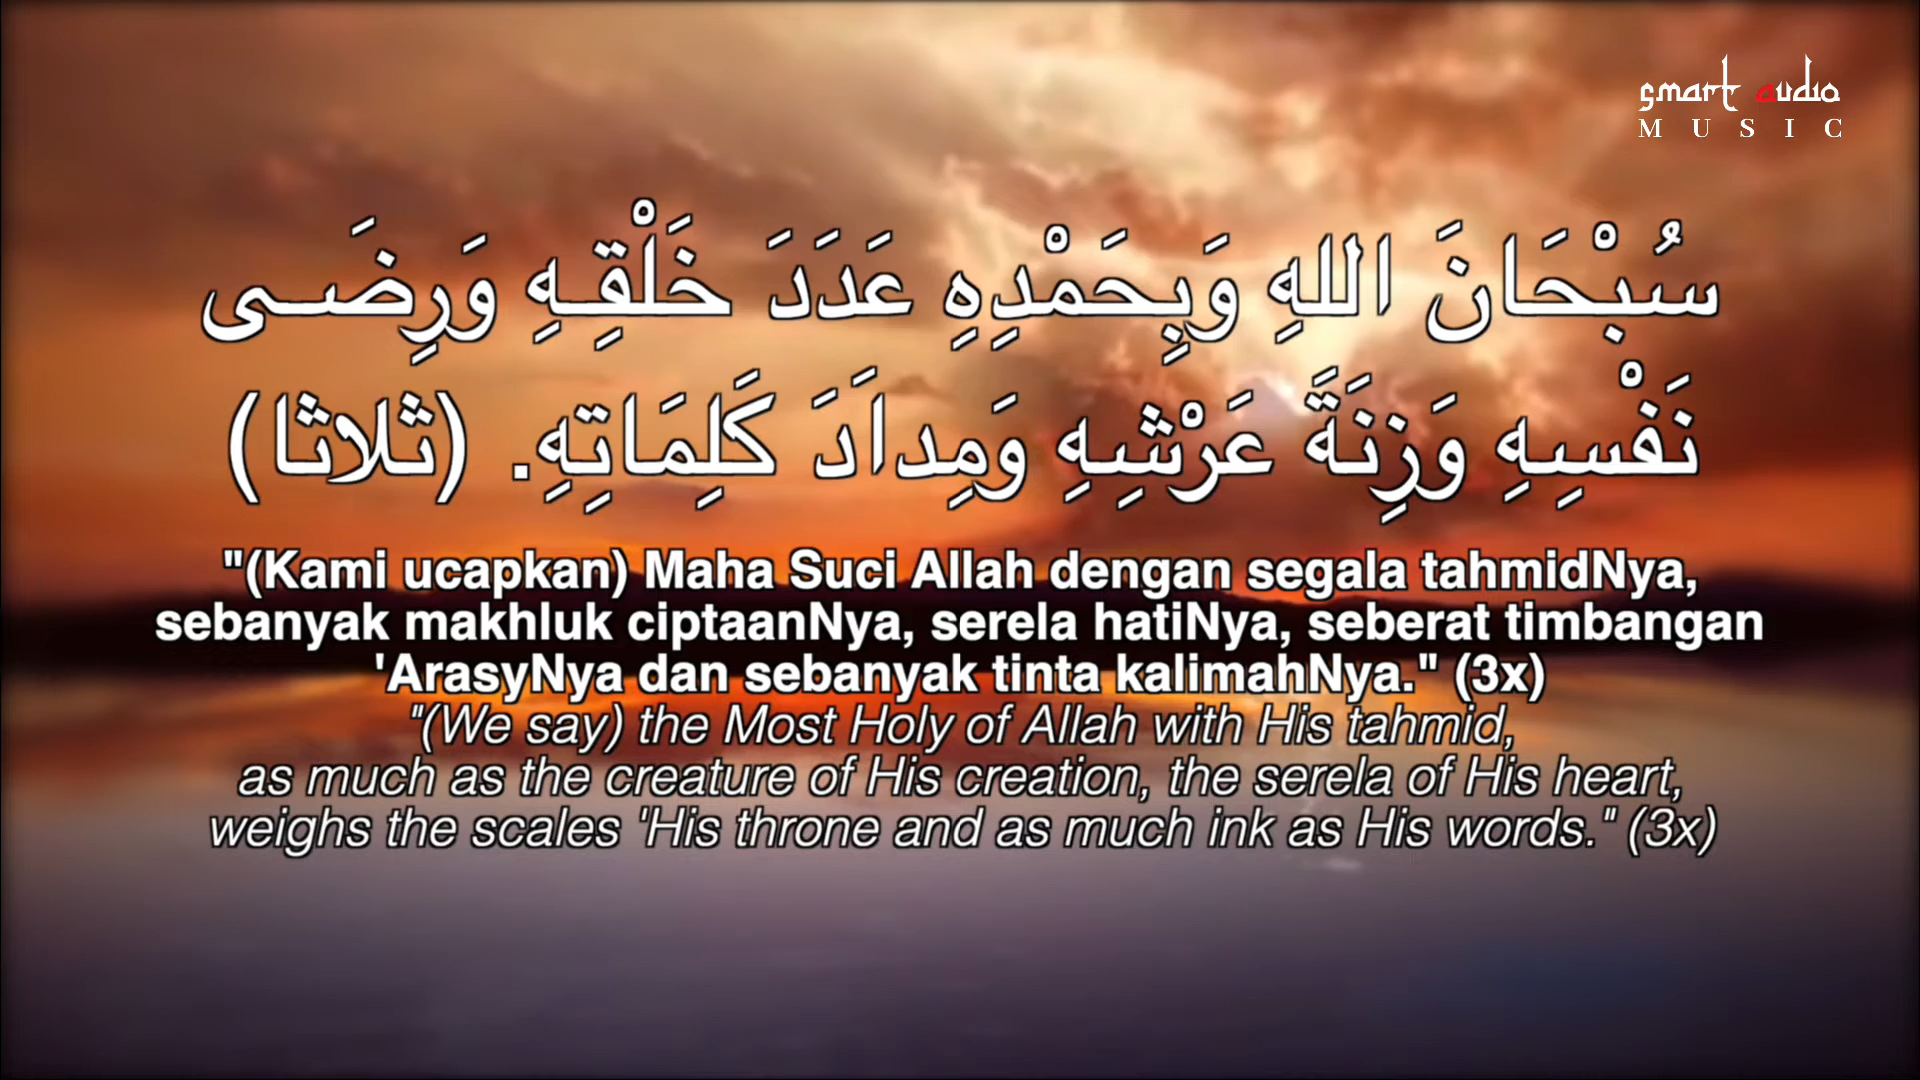 smart audio
MUSIC
سُبْحَانَ اللهِ وَبِحَمْدِهِ عَدَدَ خَلْقِهِ وَرِضَى
نَفْسِهِ وَزِنَةَ عَرْشِهِ وَمِدَادَ كَلِمَاتِهِ. (ثلاثا)
"(Kami ucapkan) Maha Suci Allah dengan segala tahmidNya,
sebanyak makhluk ciptaanNya, serela hatiNya, seberat timbangan
'ArasyNya dan sebanyak tinta kalimahNya." (3x)
"(We say) the Most Holy of Allah with His tahmid,
as much as the creature of His creation, the serela of His heart,
weighs the scales 'His throne and as much ink as His words." (3x)